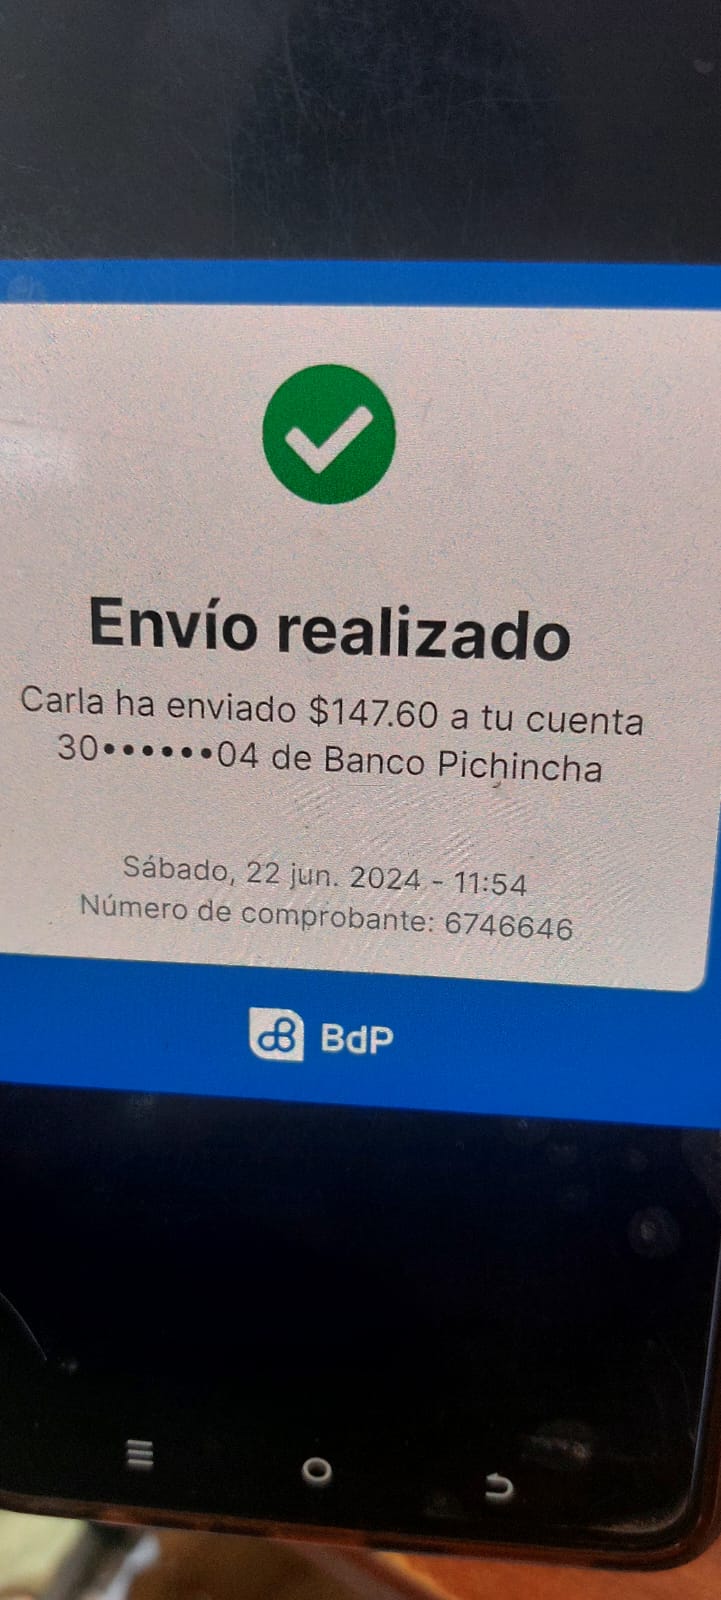 Envío realizado
Carla ha enviado $147.60 a tu cuenta
30••••••04 de Banco Pichincha
Sábado, 22 jun. 2024 - 11:54
Número de comprobante: 6746646
BdP